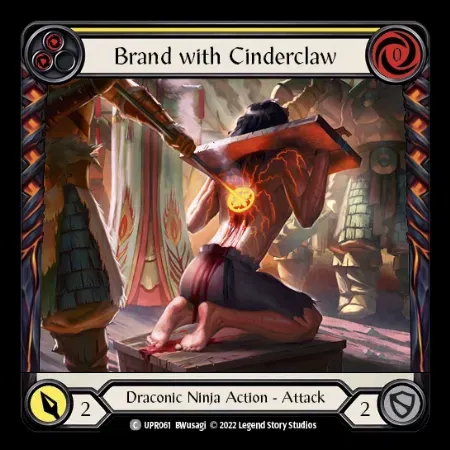 Brand with Cinderclaw
0
2
Draconic Ninja Action - Attack
2
C UPR061 BWusagi © 2022 Legend Story Studios